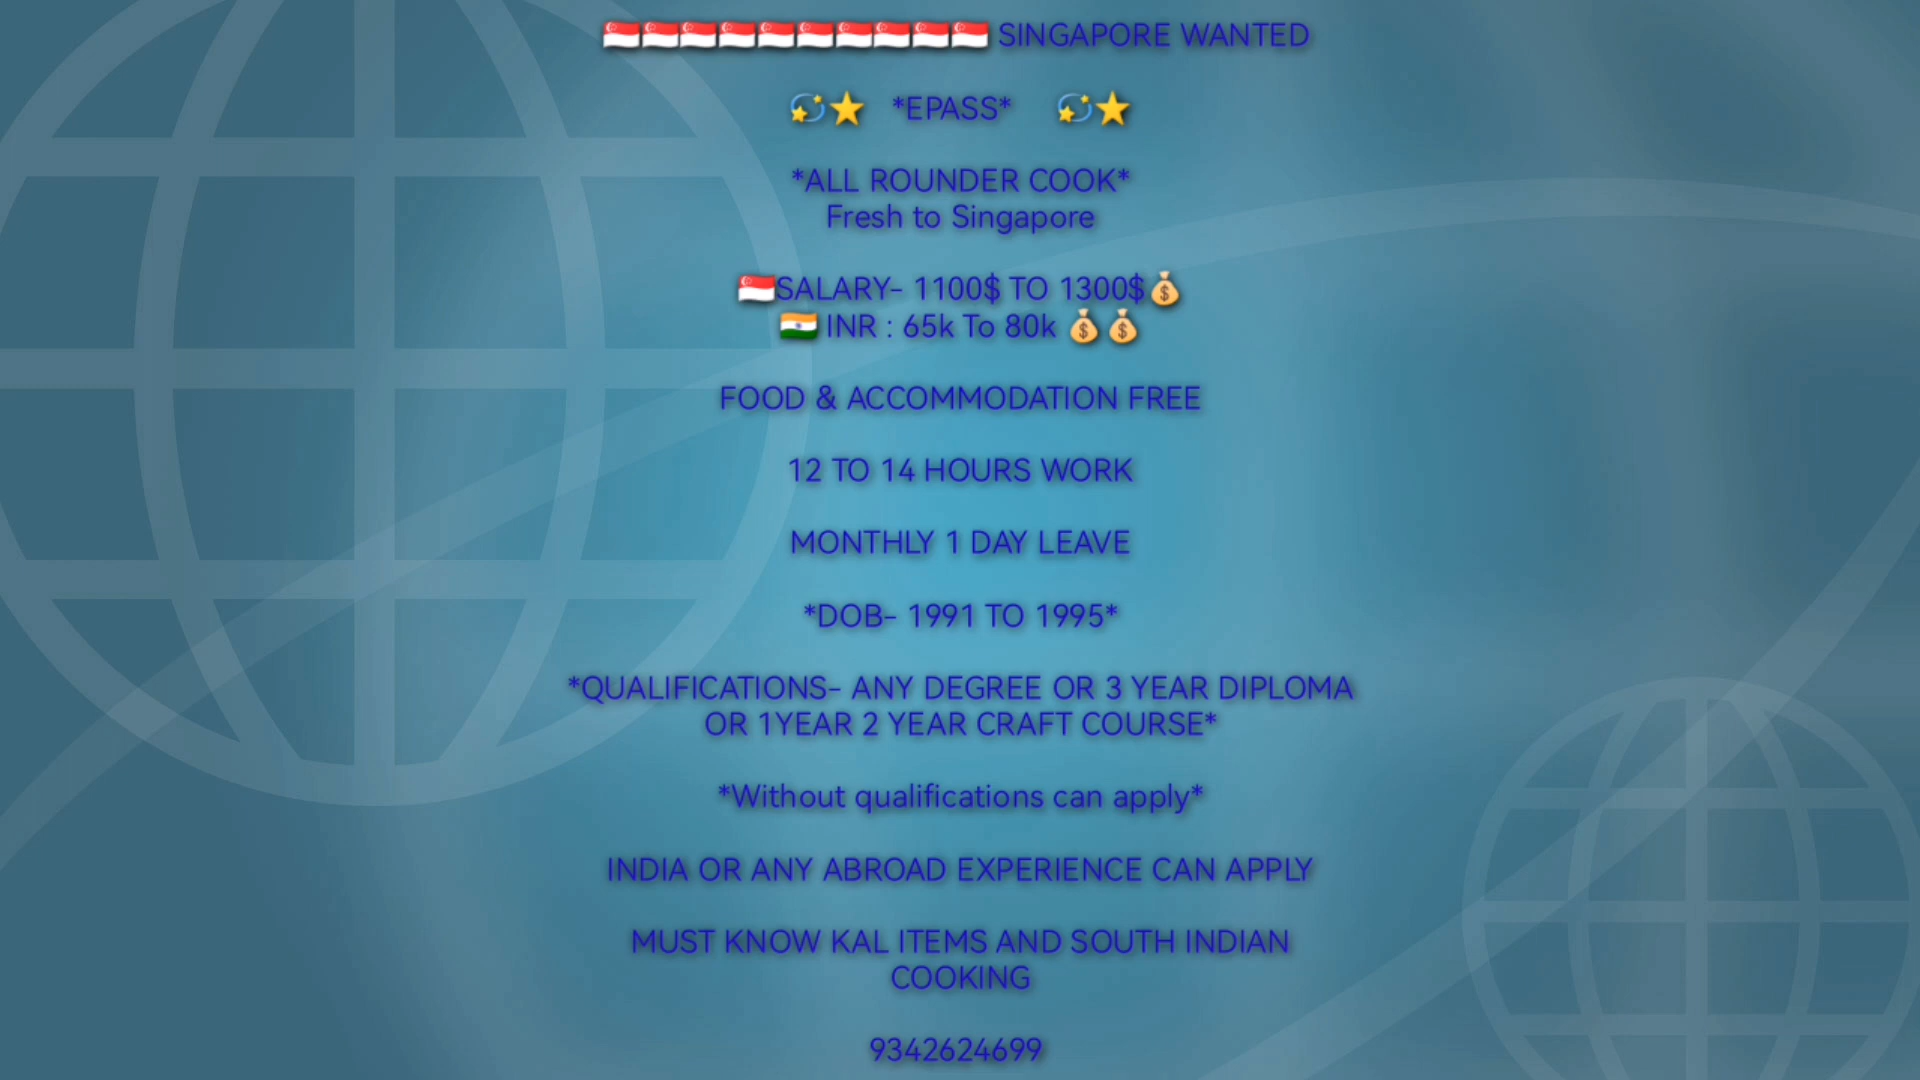 🇸🇬🇸🇬🇸🇬🇸🇬🇸🇬🇸🇬🇸🇬🇸🇬🇸🇬🇸🇬 SINGAPORE WANTED
💫⭐ *EPASS* 💫⭐
*ALL ROUNDER COOK*
Fresh to Singapore
🇸🇬SALARY- 1100$ TO 1300$💰
🇮🇳 INR : 65k To 80k 💰💰
FOOD & ACCOMMODATION FREE
12 TO 14 HOURS WORK
MONTHLY 1 DAY LEAVE
*DOB- 1991 TO 1995*
*QUALIFICATIONS- ANY DEGREE OR 3 YEAR DIPLOMA
OR 1YEAR 2 YEAR CRAFT COURSE*
*Without qualifications can apply*
INDIA OR ANY ABROAD EXPERIENCE CAN APPLY
MUST KNOW KAL ITEMS AND SOUTH INDIAN
COOKING
9342624699